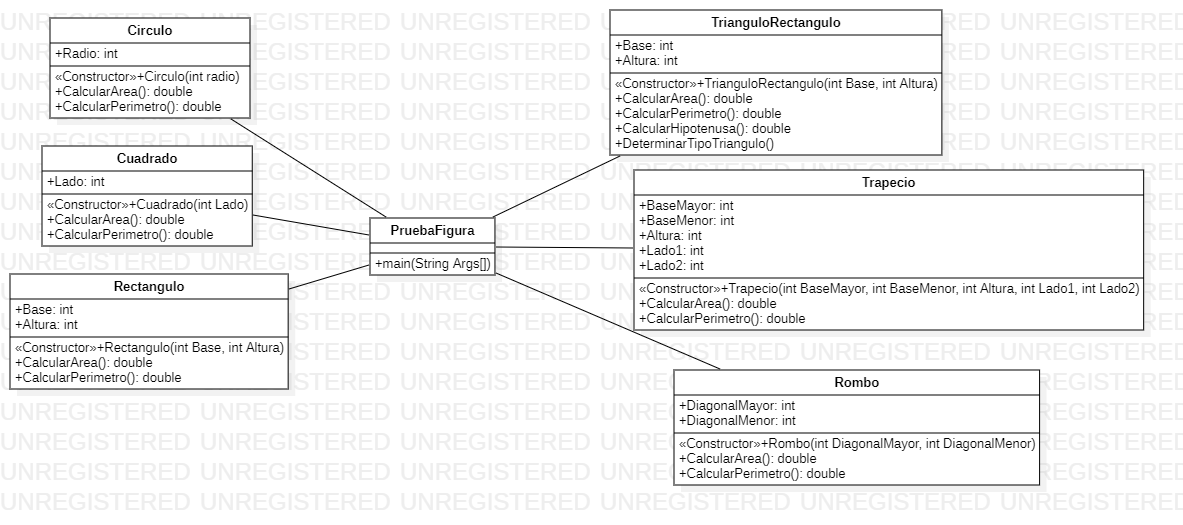 Circulo
+Radio: int
«Constructor»+Circulo(int radio)
+CalcularArea(): double
+CalcularPerimetro(): double
Cuadrado
+Lado: int
«Constructor»+Cuadrado(int Lado)
+CalcularArea(): double
+CalcularPerimetro(): double
Rectangulo
+Base: int
+Altura: int
«Constructor»+Rectangulo(int Base, int Altura)
+CalcularArea(): double
+CalcularPerimetro(): double
PruebaFigura
+main(String Args[])
TrianguloRectangulo
+Base: int
+Altura: int
«Constructor»+TrianguloRectangulo(int Base, int Altura)
+CalcularArea(): double
+CalcularPerimetro(): double
+CalcularHipotenusa(): double
+DeterminarTipoTriangulo()
Trapecio
+BaseMayor: int
+BaseMenor: int
+Altura: int
+Lado1: int
+Lado2: int
«Constructor»+Trapecio(int BaseMayor, int BaseMenor, int Altura, int Lado1, int Lado2)
+CalcularArea(): double
+CalcularPerimetro(): double
Rombo
+DiagonalMayor: int
+DiagonalMenor: int
«Constructor»+Rombo(int DiagonalMayor, int DiagonalMenor)
+CalcularArea(): double
+CalcularPerimetro(): double
UNREGISTERED